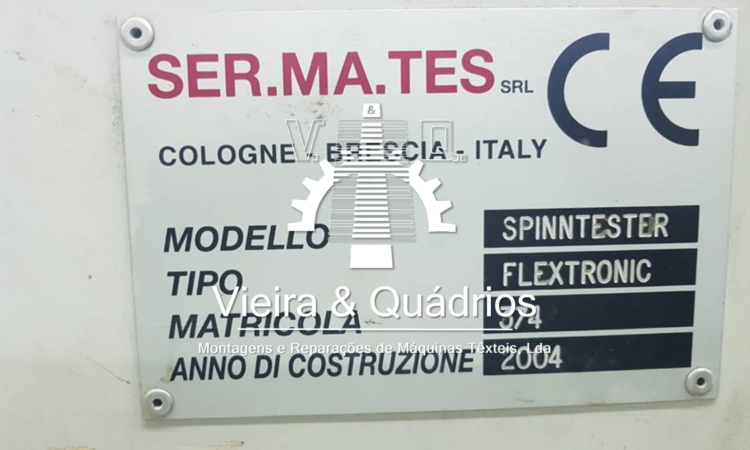 SER.MA.TES SRL CE
V. & Q.
COLOGNE - BRESCIA - ITALY
MODELLO SPINNTESTER
TIPO FLEXTRONIC
Vieira & Quádrios
MATRICOLA
Montagens e Reparações de Máquinas Têxteis, Lda
ANNO DI COSTRUZIONE 2004